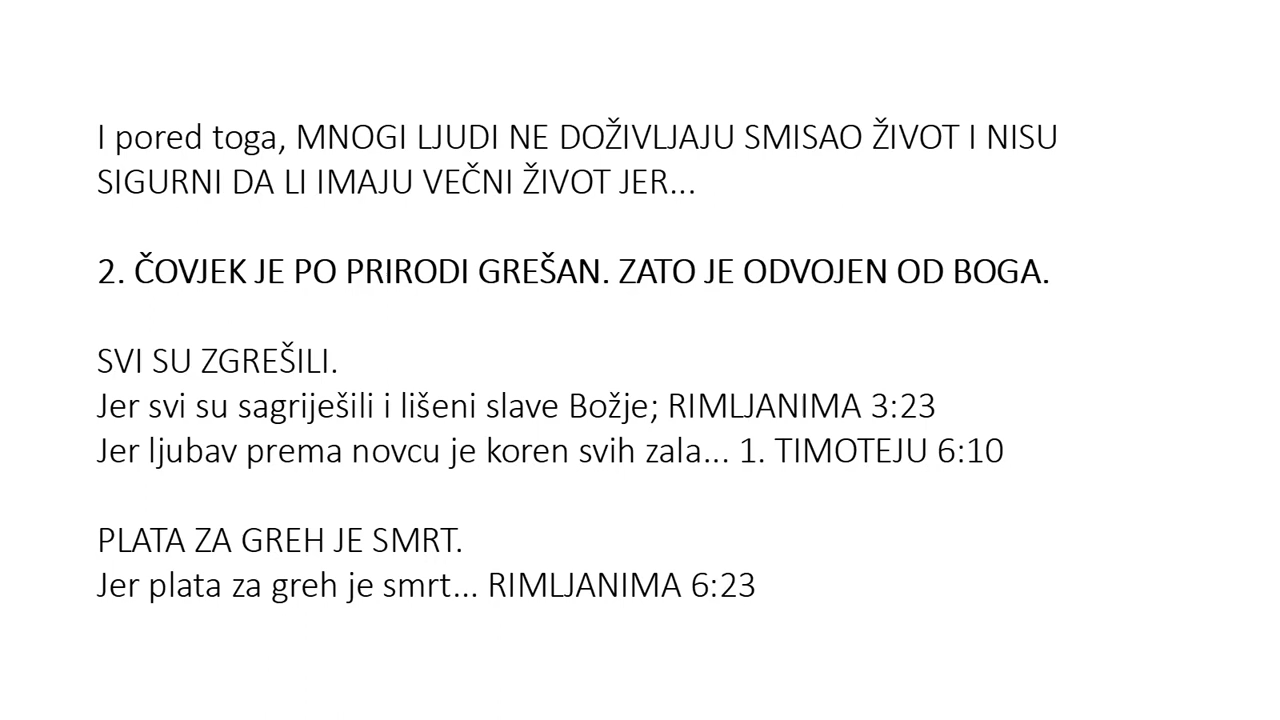 I pored toga, MNOGI LJUDI NE DOŽIVLJAJU SMISAO ŽIVOT I NISU
SIGURNI DA LI IMAJU VEČNI ŽIVOT JER...
2. ČOVJEK JE PO PRIRODI GREŠAN. ZATO JE ODVOJEN OD BOGA.
SVI SU ZGREŠILI.
Jer svi su sagriješili i lišeni slave Božje; RIMLJANIMA 3:23
Jer ljubav prema novcu je koren svih zala... 1. TIMOTEJU 6:10
PLATA ZA GREH JE SMRT.
Jer plata za greh je smrt... RIMLJANIMA 6:23